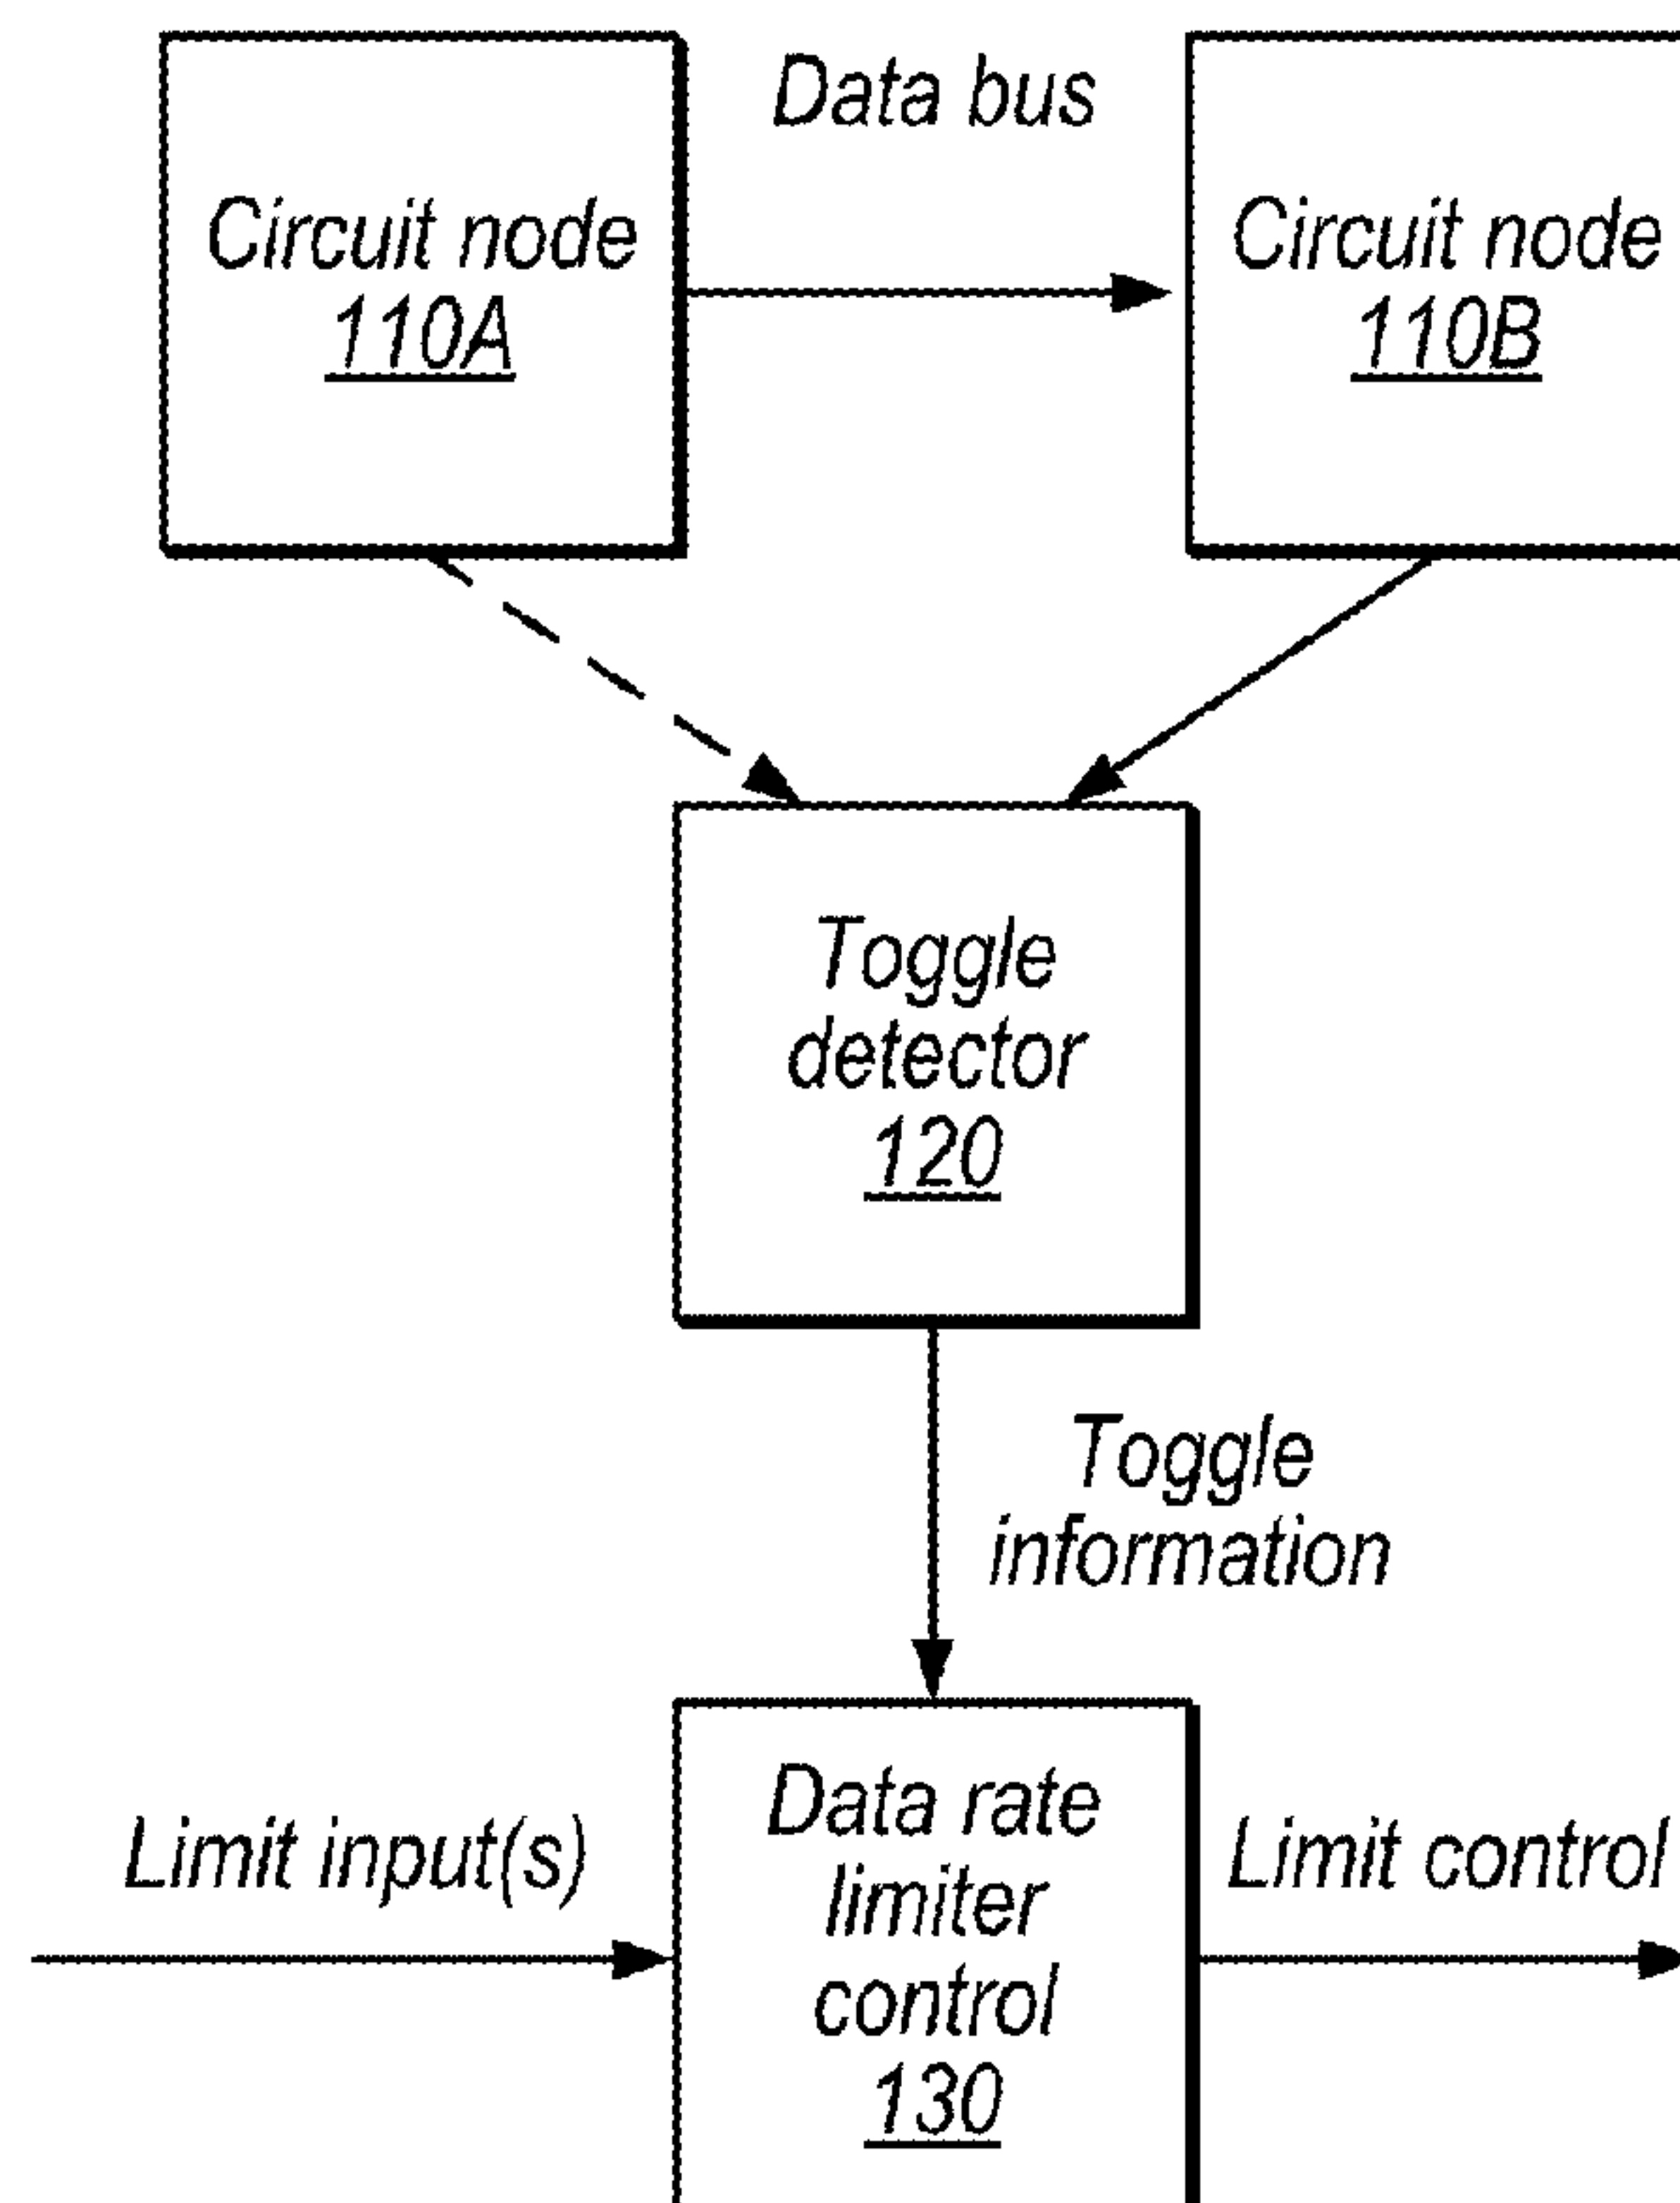 Data bus
Circuit node
110A
Circuit node
110B
Toggle
detector
120
Toggle
information
Limit input(s)
Data rate
limiter
control
130
Limit control